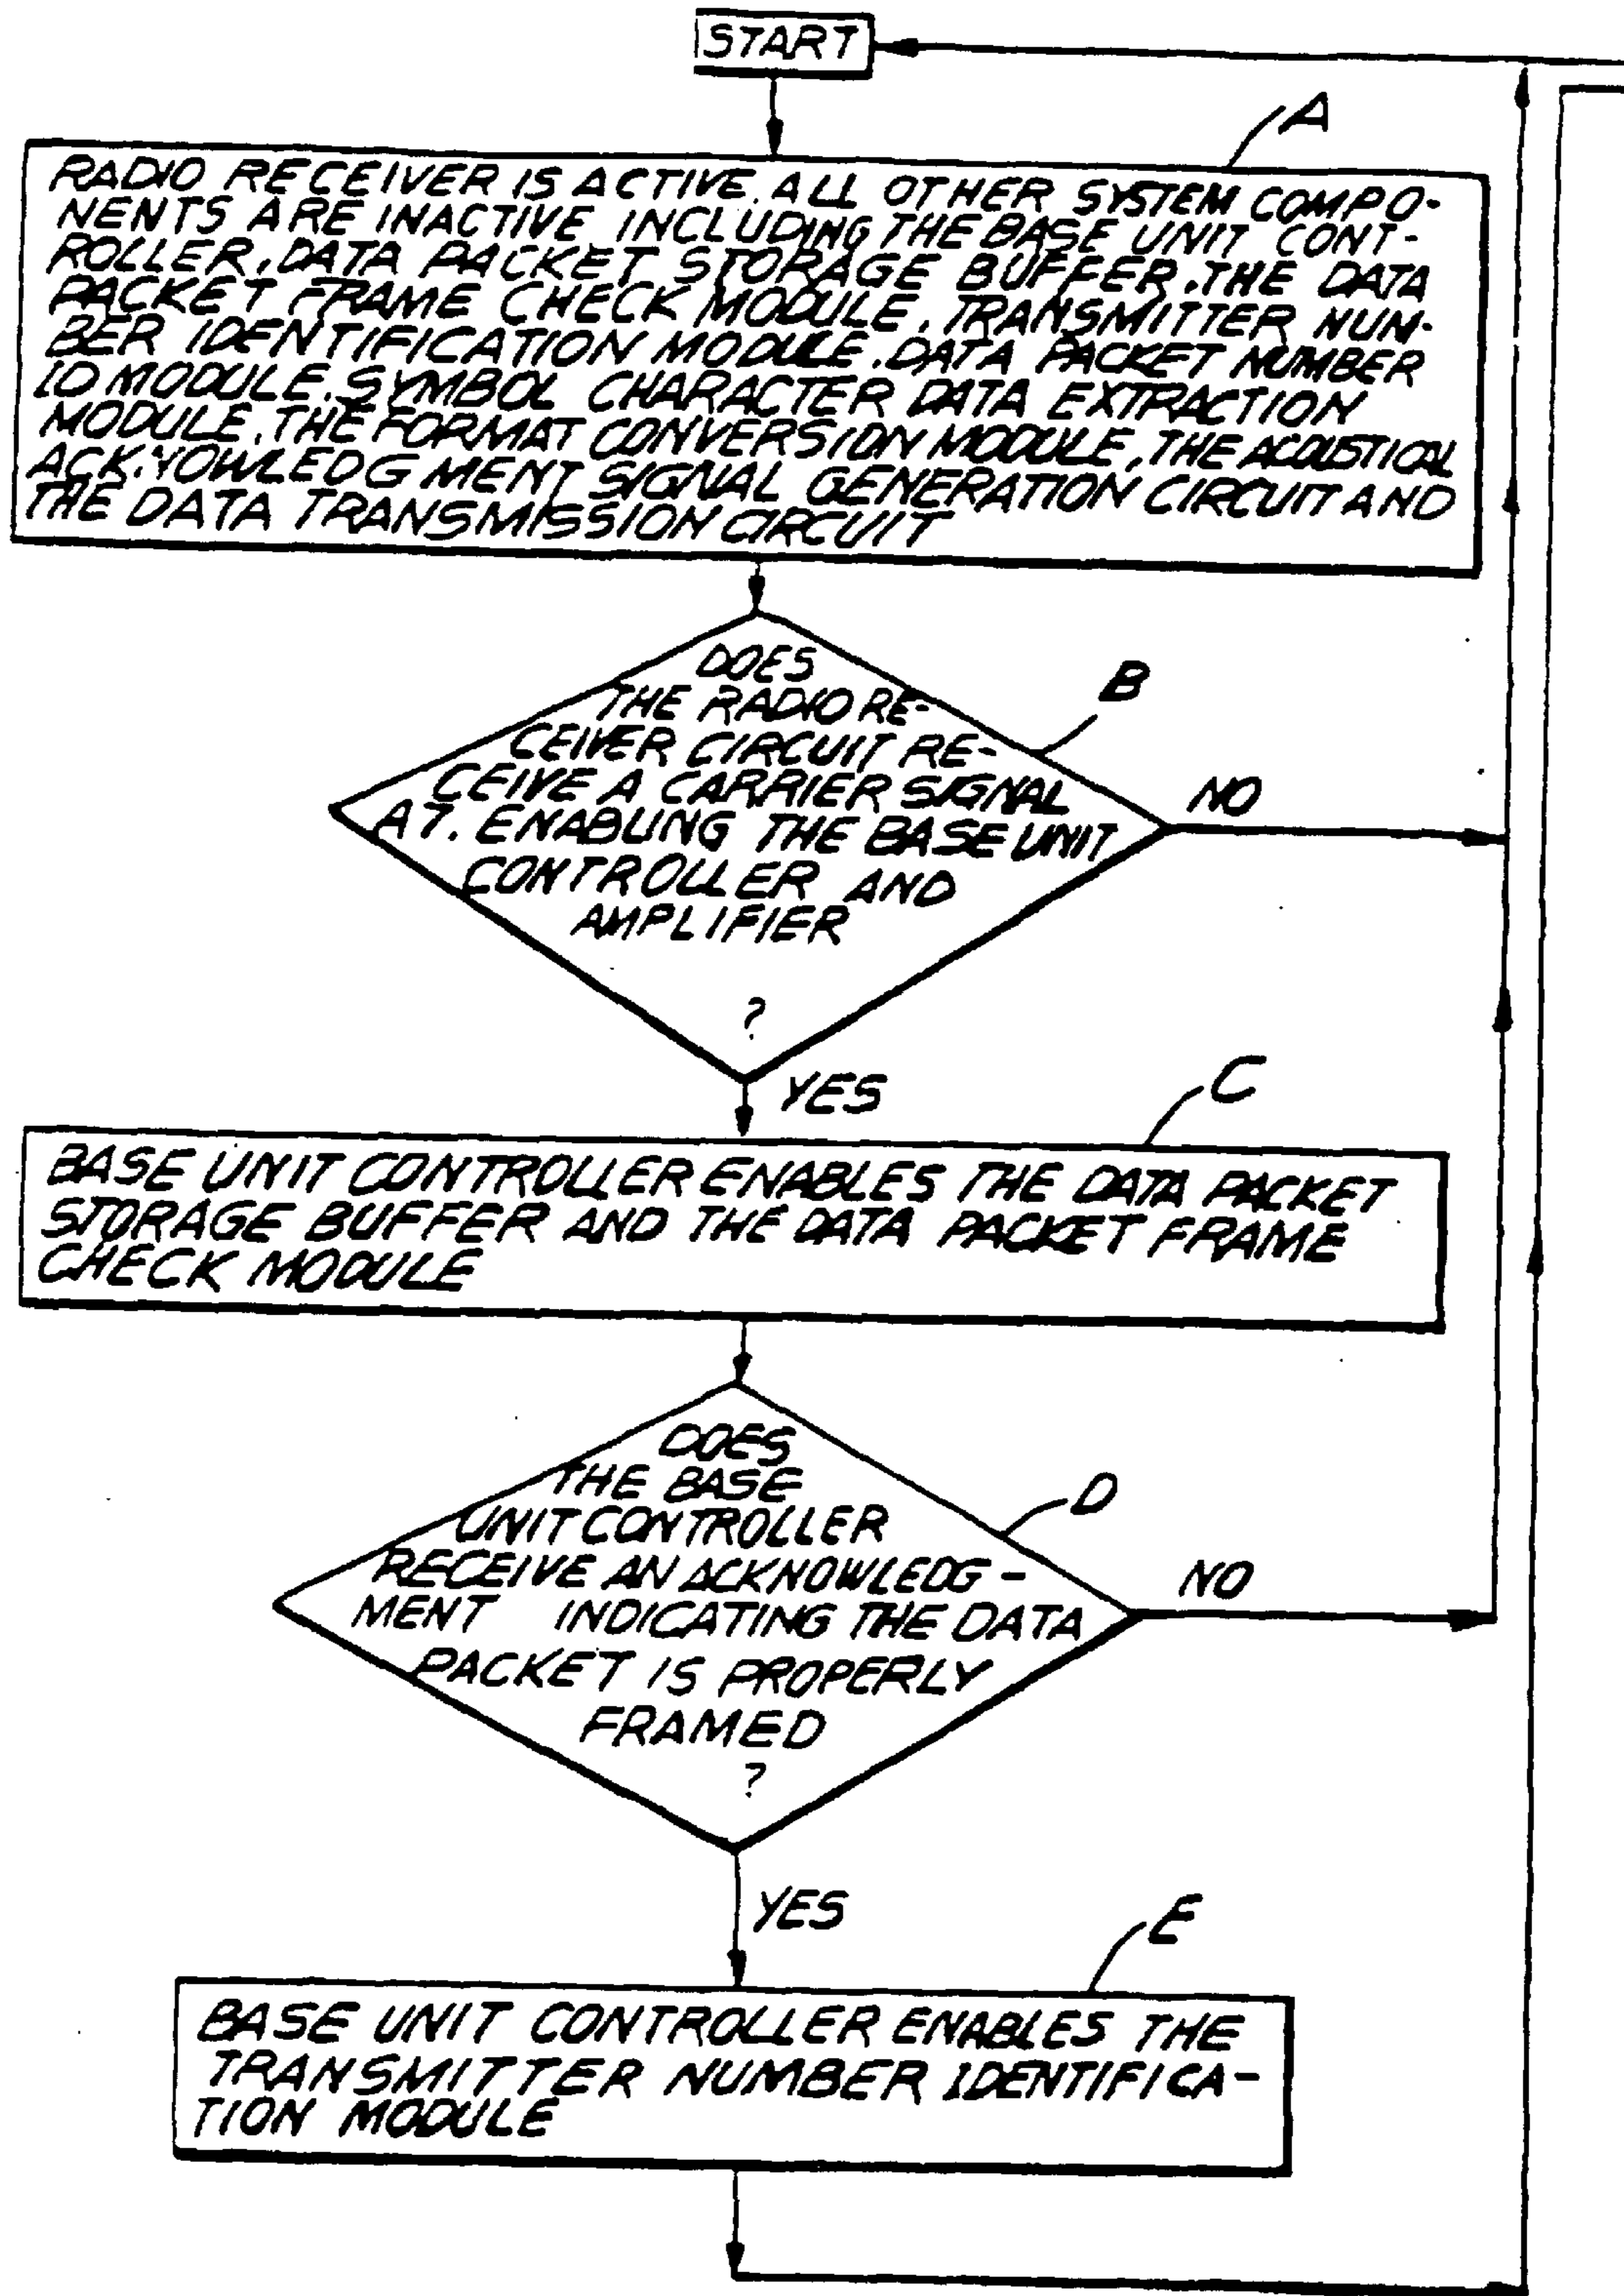 START
A
RADIO RECEIVER IS ACTIVE. ALL OTHER SYSTEM COMPO-
NENTS ARE INACTIVE INCLUDING THE BASE UNIT CONT-
ROLLER, DATA PACKET STORAGE BUFFER, THE DATA
PACKET FRAME CHECK MODULE, TRANSMITTER NUM-
BER IDENTIFICATION MODULE, DATA PACKET NUMBER
ID MODULE, SYMBOL CHARACTER DATA EXTRACTION
MODULE, THE FORMAT CONVERSION MODULE, THE ACOUSTICAL
ACKNOWLEDGMENT SIGNAL GENERATION CIRCUIT AND
THE DATA TRANSMISSION CIRCUIT
B
DOES
THE RADIO RE-
CEIVER CIRCUIT RE-
CEIVE A CARRIER SIGNAL
AT. ENABLING THE BASE UNIT
CONTROLLER AND
AMPLIFIER
?
NO
YES
C
BASE UNIT CONTROLLER ENABLES THE DATA PACKET
STORAGE BUFFER AND THE DATA PACKET FRAME
CHECK MODULE
D
DOES
THE BASE
UNIT CONTROLLER
RECEIVE AN ACKNOWLEDG-
MENT INDICATING THE DATA
PACKET IS PROPERLY
FRAMED
?
NO
YES
E
BASE UNIT CONTROLLER ENABLES THE
TRANSMITTER NUMBER IDENTIFICA-
TION MODULE